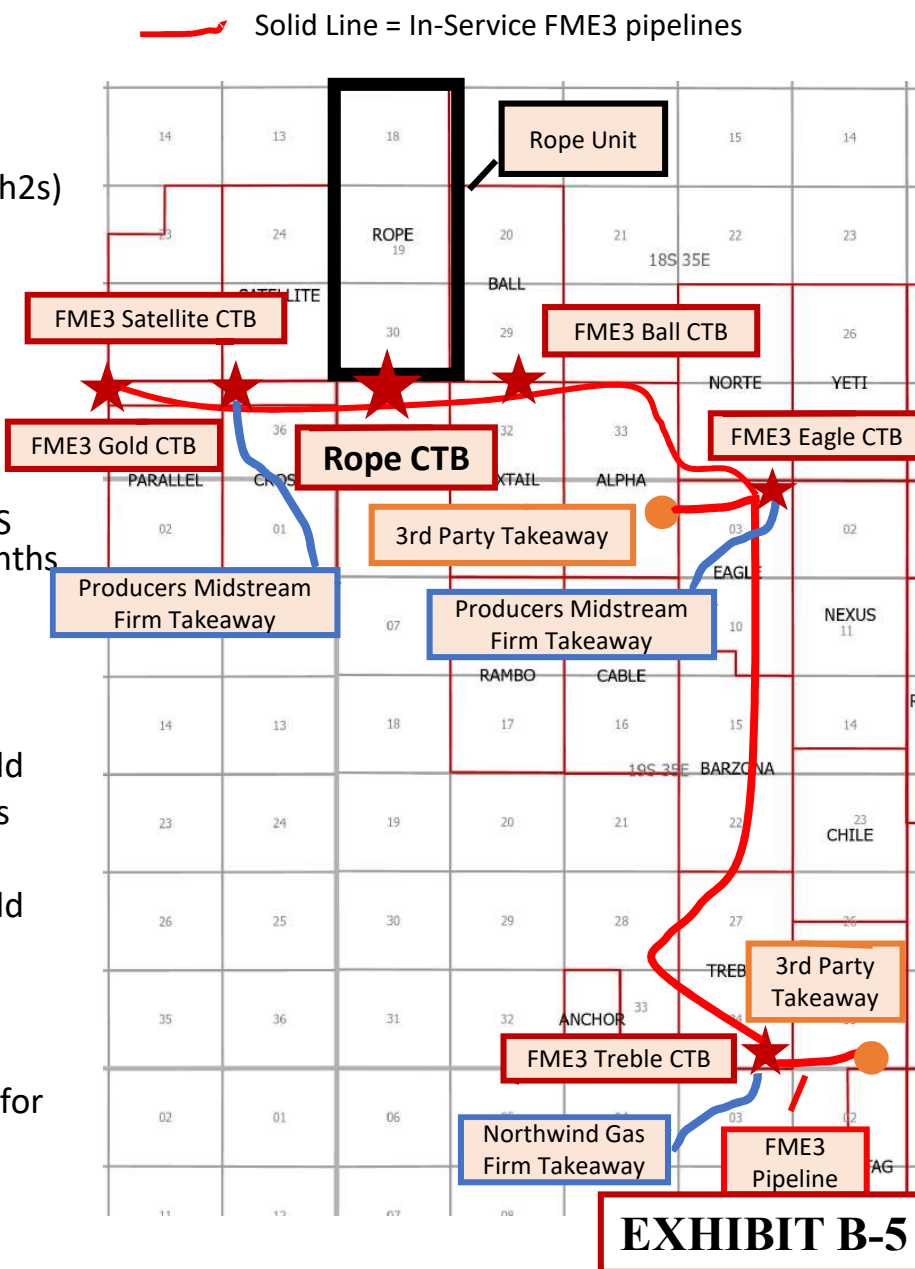 Solid Line = In-Service FME3 pipelines
14
13
18
Rope Unit
15
14
h2s)
23
24
ROPE
19
20
21
22
23
18S 35E
BALL
FME3 Satellite CTB
30
29
FME3 Ball CTB
26
NORTE
YETI
FME3 Gold CTB
36
Rope CTB
32
33
FME3 Eagle CTB
PARALLEL
ALPHA
02
01
3rd Party Takeaway
03
02
S
nths
EAGLE
Producers Midstream
Firm Takeaway
07
Producers Midstream
Firm Takeaway
10
NEXUS
11
RAMBO
CABLE
14
13
18
17
16
15
14
ld
19S 35E
BARZONA
s
23
24
19
20
21
22
23
CHILE
ld
26
25
30
29
28
27
26
3rd Party
Takeaway
35
36
31
32
ANCHOR
33
34
FME3 Treble CTB
for
02
01
06
03
02
Northwind Gas
Firm Takeaway
FME3
Pipeline
AG
11
12
07
08
EXHIBIT B-5